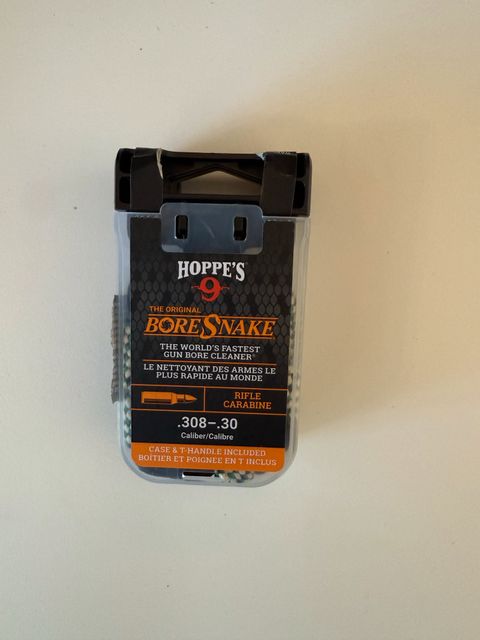 HOPPE'S
9
THE ORIGINAL
BORESNAKE
THE WORLD'S FASTEST
GUN BORE CLEANER®
LE NETTOYANT DES ARMES LE
PLUS RAPIDE AU MONDE
RIFLE
CARABINE
.308–.30
Caliber/Calibre
CASE & T-HANDLE INCLUDED
BOÎTIER ET POIGNEE EN T INCLUS